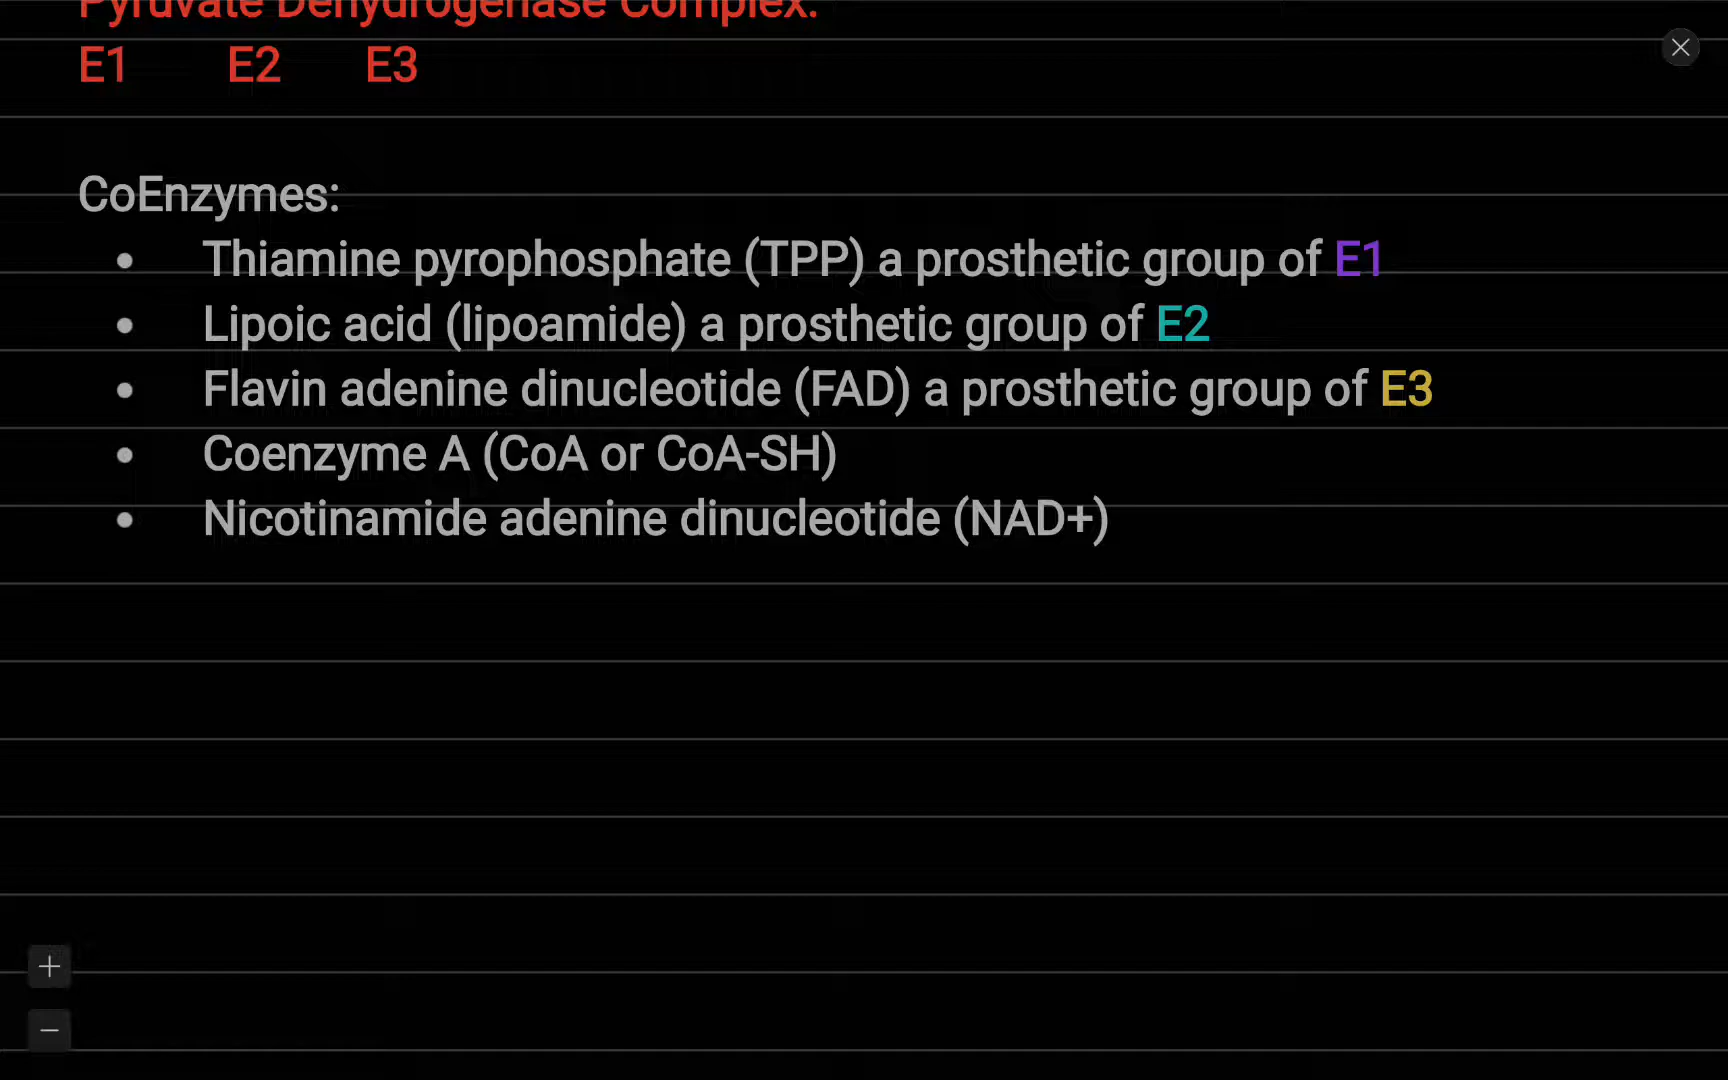 Pyruvate Dehydrogenase Complex:
E1 E2 E3
CoEnzymes:
• Thiamine pyrophosphate (TPP) a prosthetic group of E1
• Lipoic acid (lipoamide) a prosthetic group of E2
• Flavin adenine dinucleotide (FAD) a prosthetic group of E3
• Coenzyme A (CoA or CoA-SH)
• Nicotinamide adenine dinucleotide (NAD+)